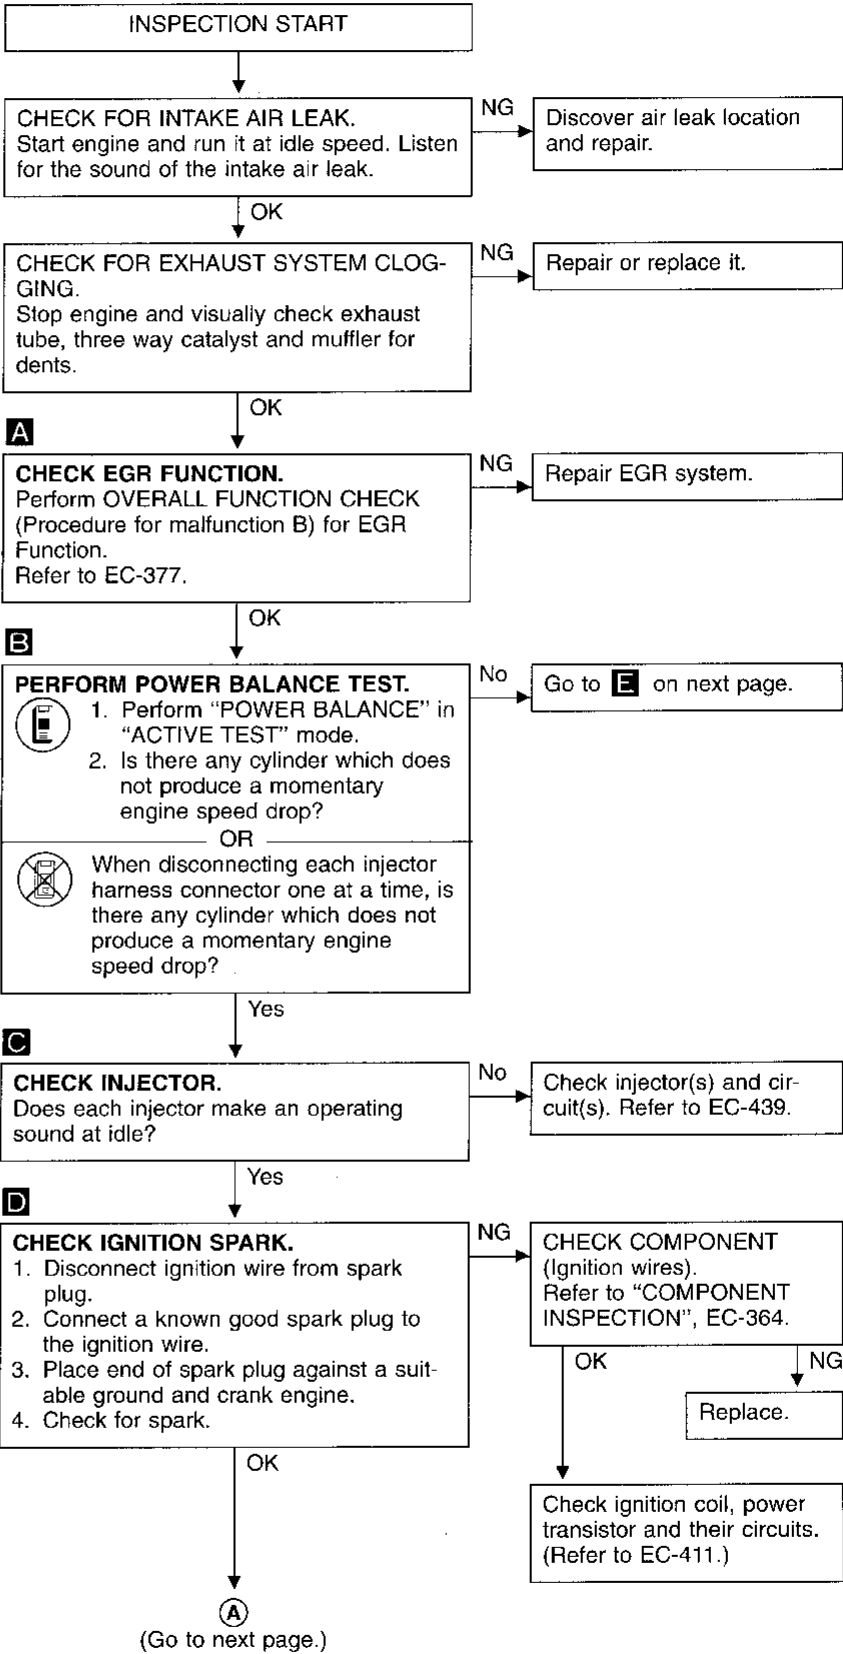 INSPECTION START
CHECK FOR INTAKE AIR LEAK.
Start engine and run it at idle speed. Listen
for the sound of the intake air leak.
NG
Discover air leak location
and repair.
OK
CHECK FOR EXHAUST SYSTEM CLOG-
GING.
Stop engine and visually check exhaust
tube, three way catalyst and muffler for
dents.
NG
Repair or replace it.
OK
A
CHECK EGR FUNCTION.
Perform OVERALL FUNCTION CHECK
(Procedure for malfunction B) for EGR
Function.
Refer to EC-377.
NG
Repair EGR system.
OK
B
PERFORM POWER BALANCE TEST.
1. Perform "POWER BALANCE" in
"ACTIVE TEST" mode.
2. Is there any cylinder which does
not produce a momentary
engine speed drop?
OR
When disconnecting each injector
harness connector one at a time, is
there any cylinder which does not
produce a momentary engine
speed drop?
No
Go to E on next page.
Yes
C
CHECK INJECTOR.
Does each injector make an operating
sound at idle?
No
Check injector(s) and cir-
cuit(s). Refer to EC-439.
Yes
D
CHECK IGNITION SPARK.
1. Disconnect ignition wire from spark
plug.
2. Connect a known good spark plug to
the ignition wire.
3. Place end of spark plug against a suit-
able ground and crank engine.
4. Check for spark.
NG
CHECK COMPONENT
(Ignition wires).
Refer to "COMPONENT
INSPECTION", EC-364.
OK
NG
Replace.
Check ignition coil, power
transistor and their circuits.
(Refer to EC-411.)
OK
A
(Go to next page.)